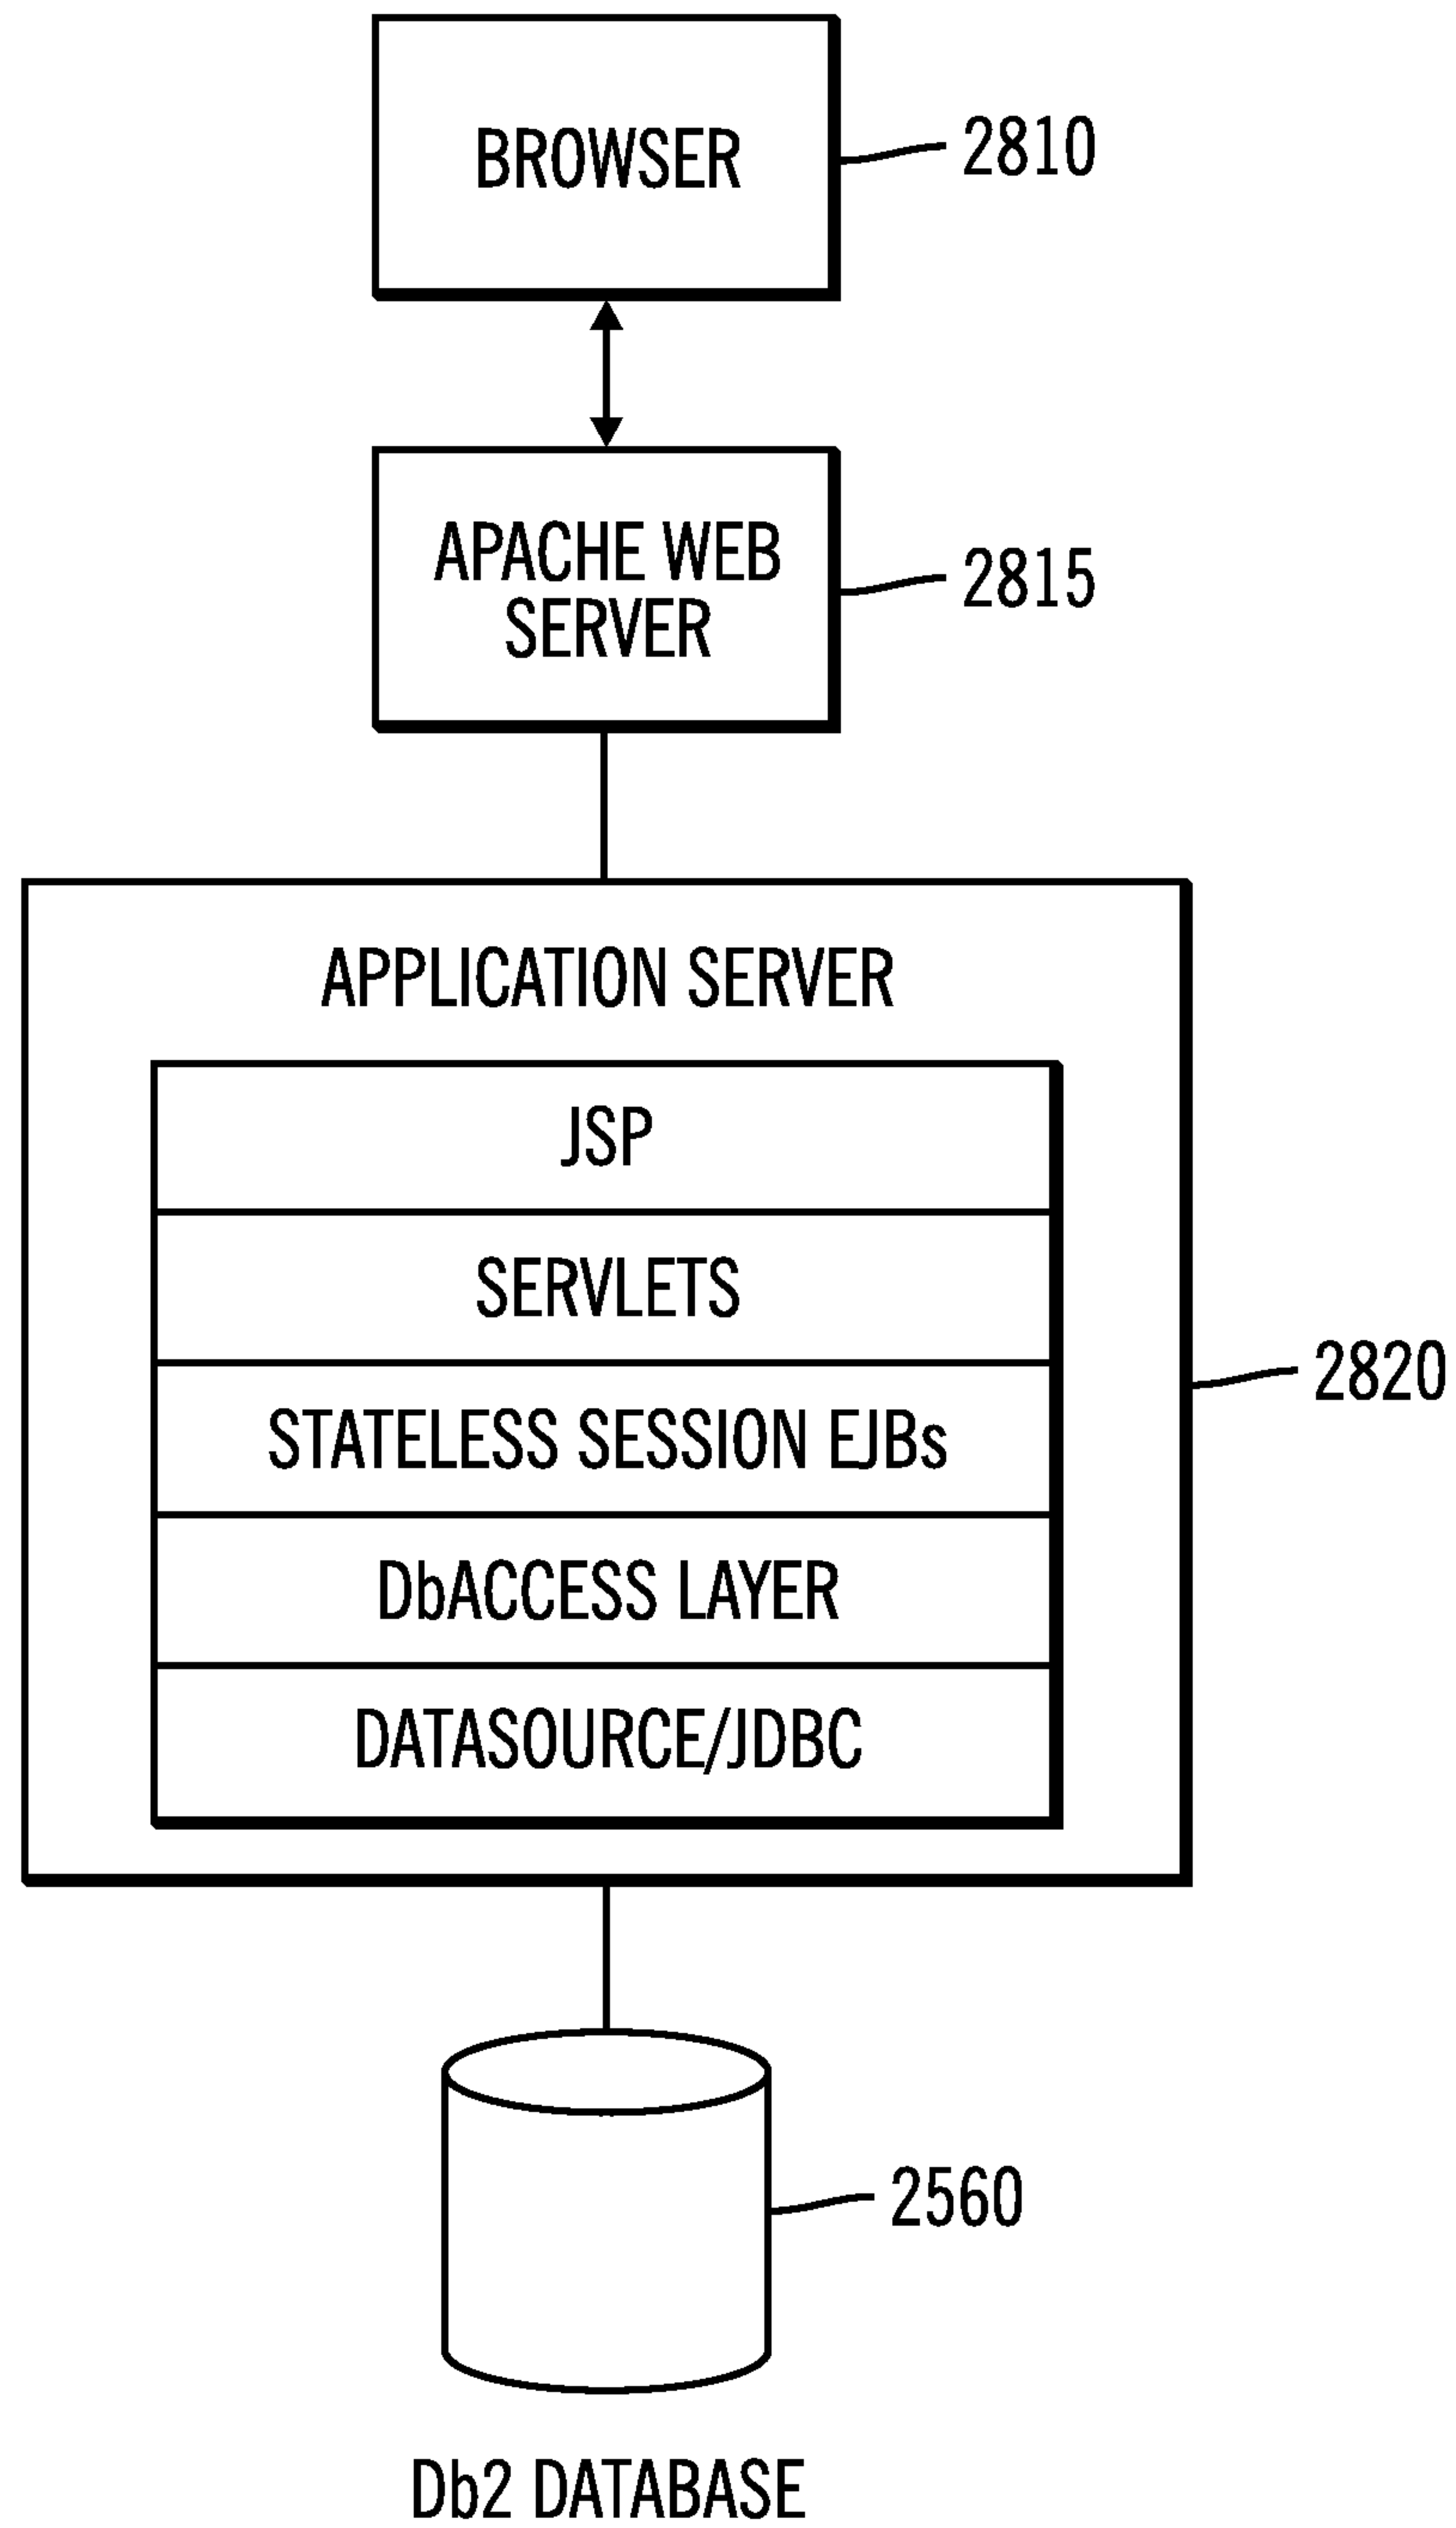 BROWSER
2810
APACHE WEB
SERVER
2815
APPLICATION SERVER
JSP
SERVLETS
STATELESS SESSION EJBs
2820
DbACCESS LAYER
DATASOURCE/JDBC
2560
Db2 DATABASE